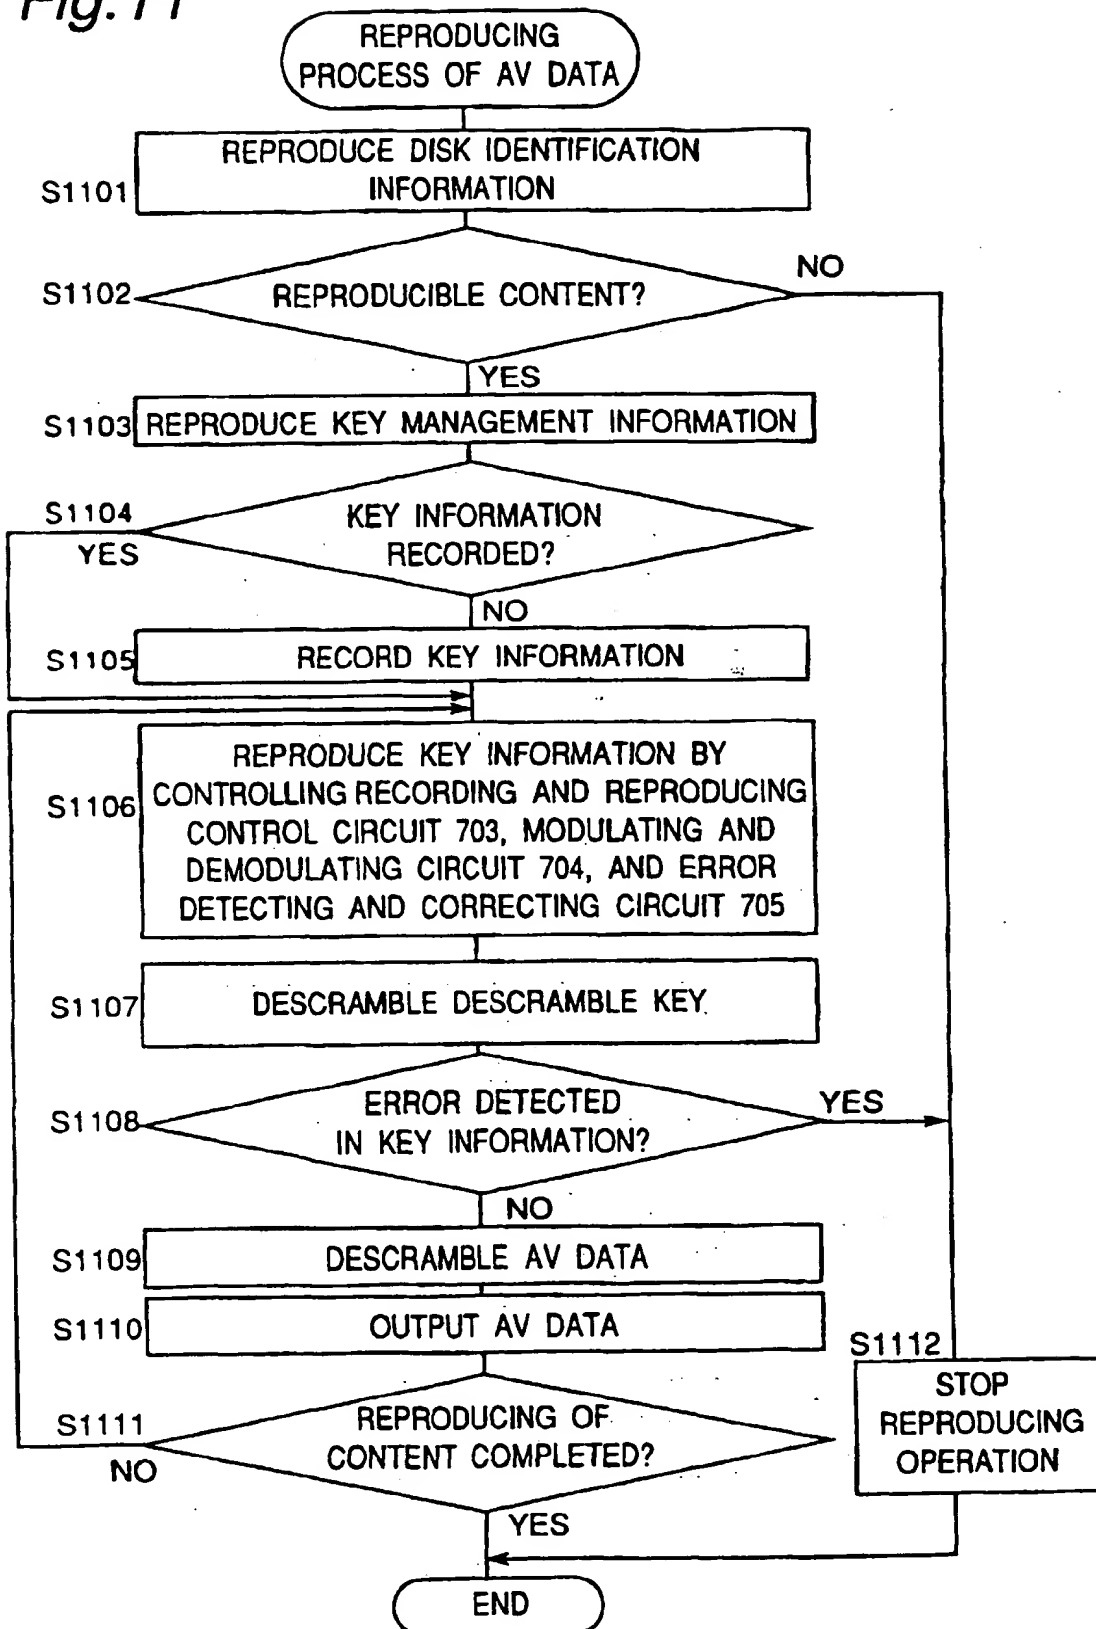 Fig. 11
REPRODUCING
PROCESS OF AV DATA
REPRODUCE DISK IDENTIFICATION
INFORMATION
S1101
S1102
REPRODUCIBLE CONTENT?
NO
YES
S1103
REPRODUCE KEY MANAGEMENT INFORMATION
S1104
YES
KEY INFORMATION
RECORDED?
NO
S1105
RECORD KEY INFORMATION
S1106
REPRODUCE KEY INFORMATION BY
CONTROLLING RECORDING AND REPRODUCING
CONTROL CIRCUIT 703, MODULATING AND
DEMODULATING CIRCUIT 704, AND ERROR
DETECTING AND CORRECTING CIRCUIT 705
S1107
DESCRAMBLE DESCRAMBLE KEY
S1108
ERROR DETECTED
IN KEY INFORMATION?
YES
NO
S1109
DESCRAMBLE AV DATA
S1110
OUTPUT AV DATA
S1111
NO
REPRODUCING OF
CONTENT COMPLETED?
YES
S1112
STOP
REPRODUCING
OPERATION
END